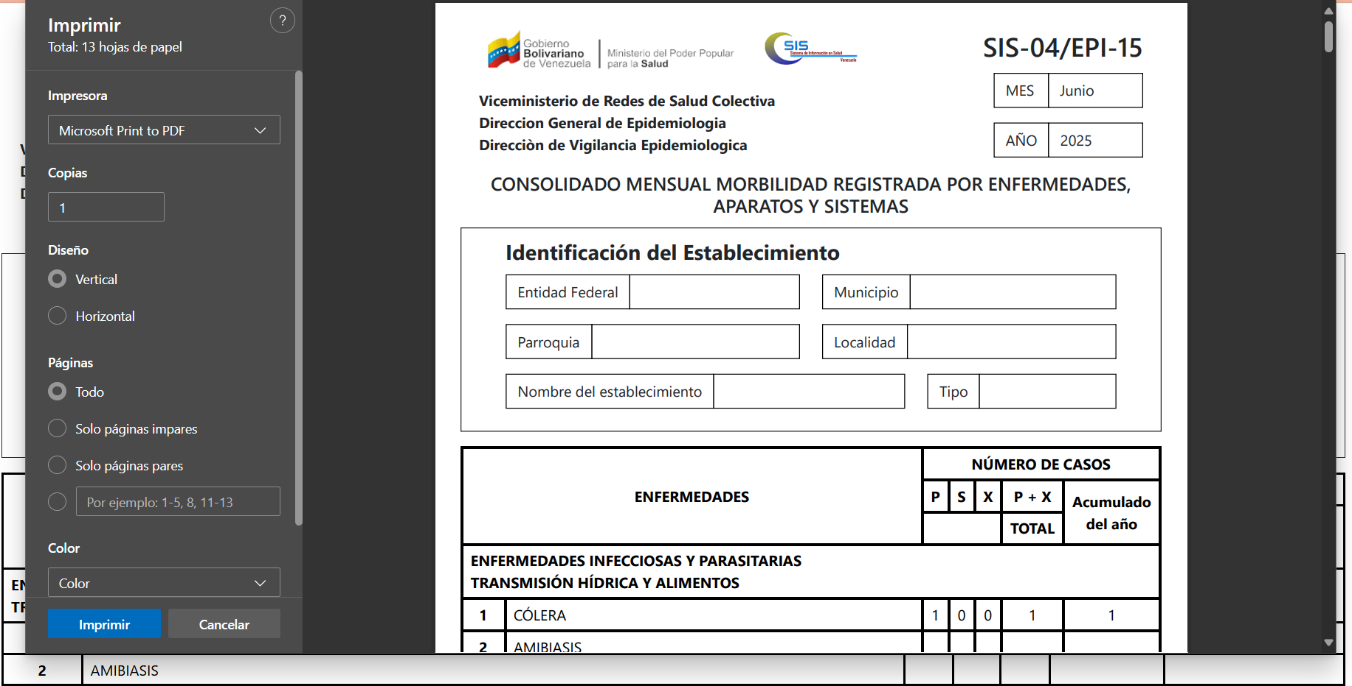 Imprimir
?
Total: 13 hojas de papel
Impresora
Microsoft Print to PDF
Copias
1
Diseño
Vertical
Horizontal
Páginas
Todo
Solo páginas impares
Solo páginas pares
Por ejemplo: 1-5, 8, 11-13
Color
Color
Imprimir Cancelar
Gobierno
Bolivariano
de Venezuela
Ministerio del Poder Popular
para la Salud
SIS
Sistema de Información en Salud
Venezuela
SIS-04/EPI-15
MES Junio
AÑO 2025
Viceministerio de Redes de Salud Colectiva
Direccion General de Epidemiologia
Direcciòn de Vigilancia Epidemiologica
CONSOLIDADO MENSUAL MORBILIDAD REGISTRADA POR ENFERMEDADES,
APARATOS Y SISTEMAS
Identificación del Establecimiento
Entidad Federal Municipio
Parroquia Localidad
Nombre del establecimiento Tipo
ENFERMEDADES
NÚMERO DE CASOS
P S X P + X
TOTAL
Acumulado
del año
ENFERMEDADES INFECCIOSAS Y PARASITARIAS
TRANSMISIÓN HÍDRICA Y ALIMENTOS
1 CÓLERA 1 0 0 1 1
2 AMIBIASIS
2 AMIBIASIS